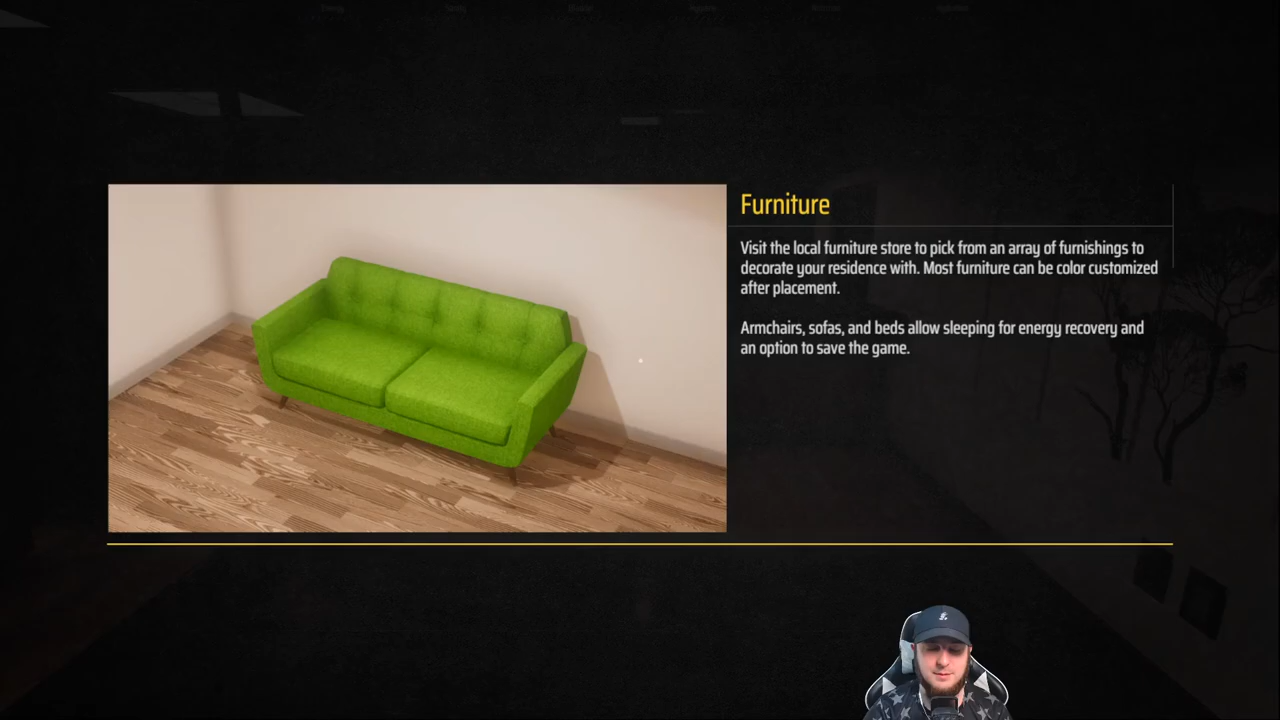 Furniture
Visit the local furniture store to pick from an array of furnishings to
decorate your residence with. Most furniture can be color customized
after placement.
Armchairs, sofas, and beds allow sleeping for energy recovery and
an option to save the game.